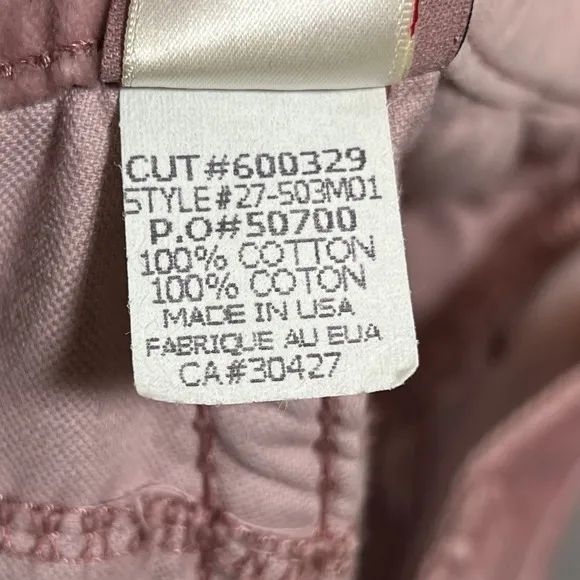 CUT#600329
STYLE#27-503M01
P.O#50700
100% COTTON
100% COTON
MADE IN USA
FABRIQUE AU EUA
CA#30427